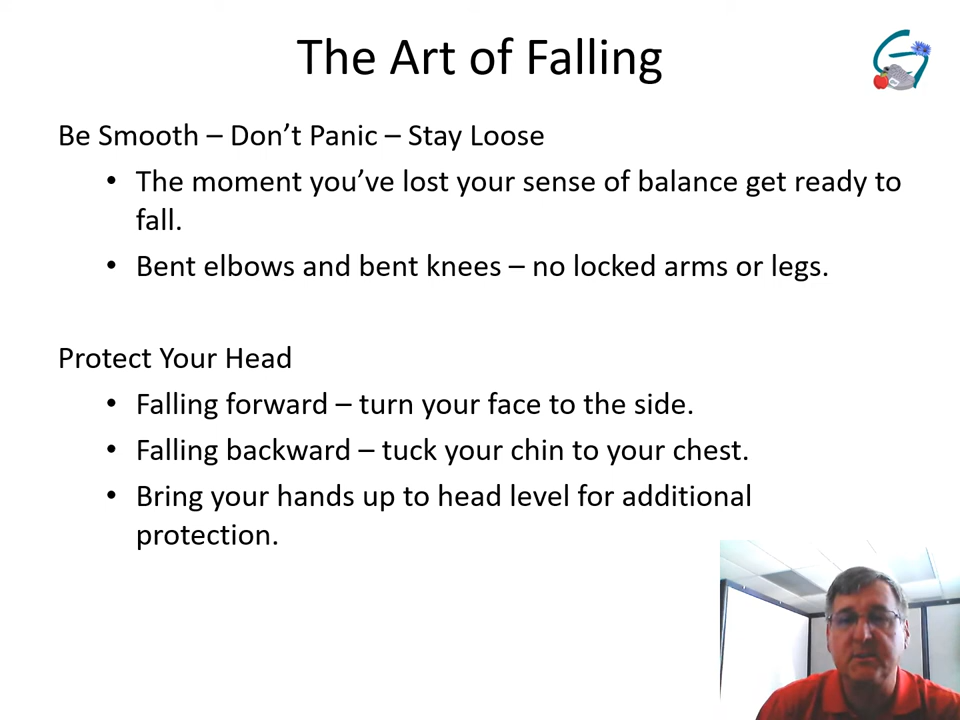 The Art of Falling
Be Smooth – Don’t Panic – Stay Loose
• The moment you’ve lost your sense of balance get ready to
fall.
• Bent elbows and bent knees – no locked arms or legs.
Protect Your Head
• Falling forward – turn your face to the side.
• Falling backward – tuck your chin to your chest.
• Bring your hands up to head level for additional
protection.